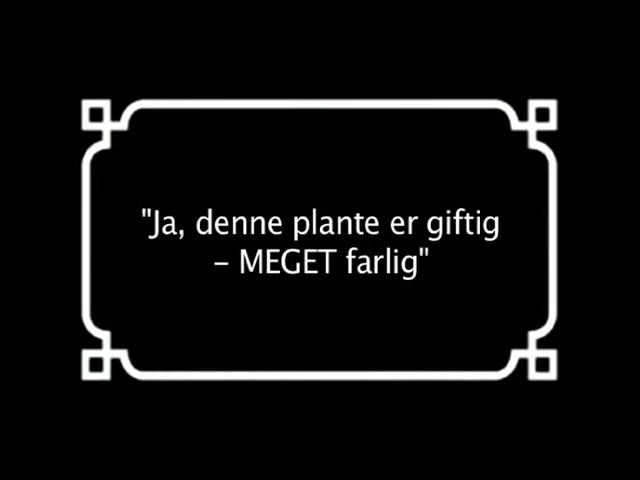 "Ja, denne plante er giftig
– MEGET farlig"